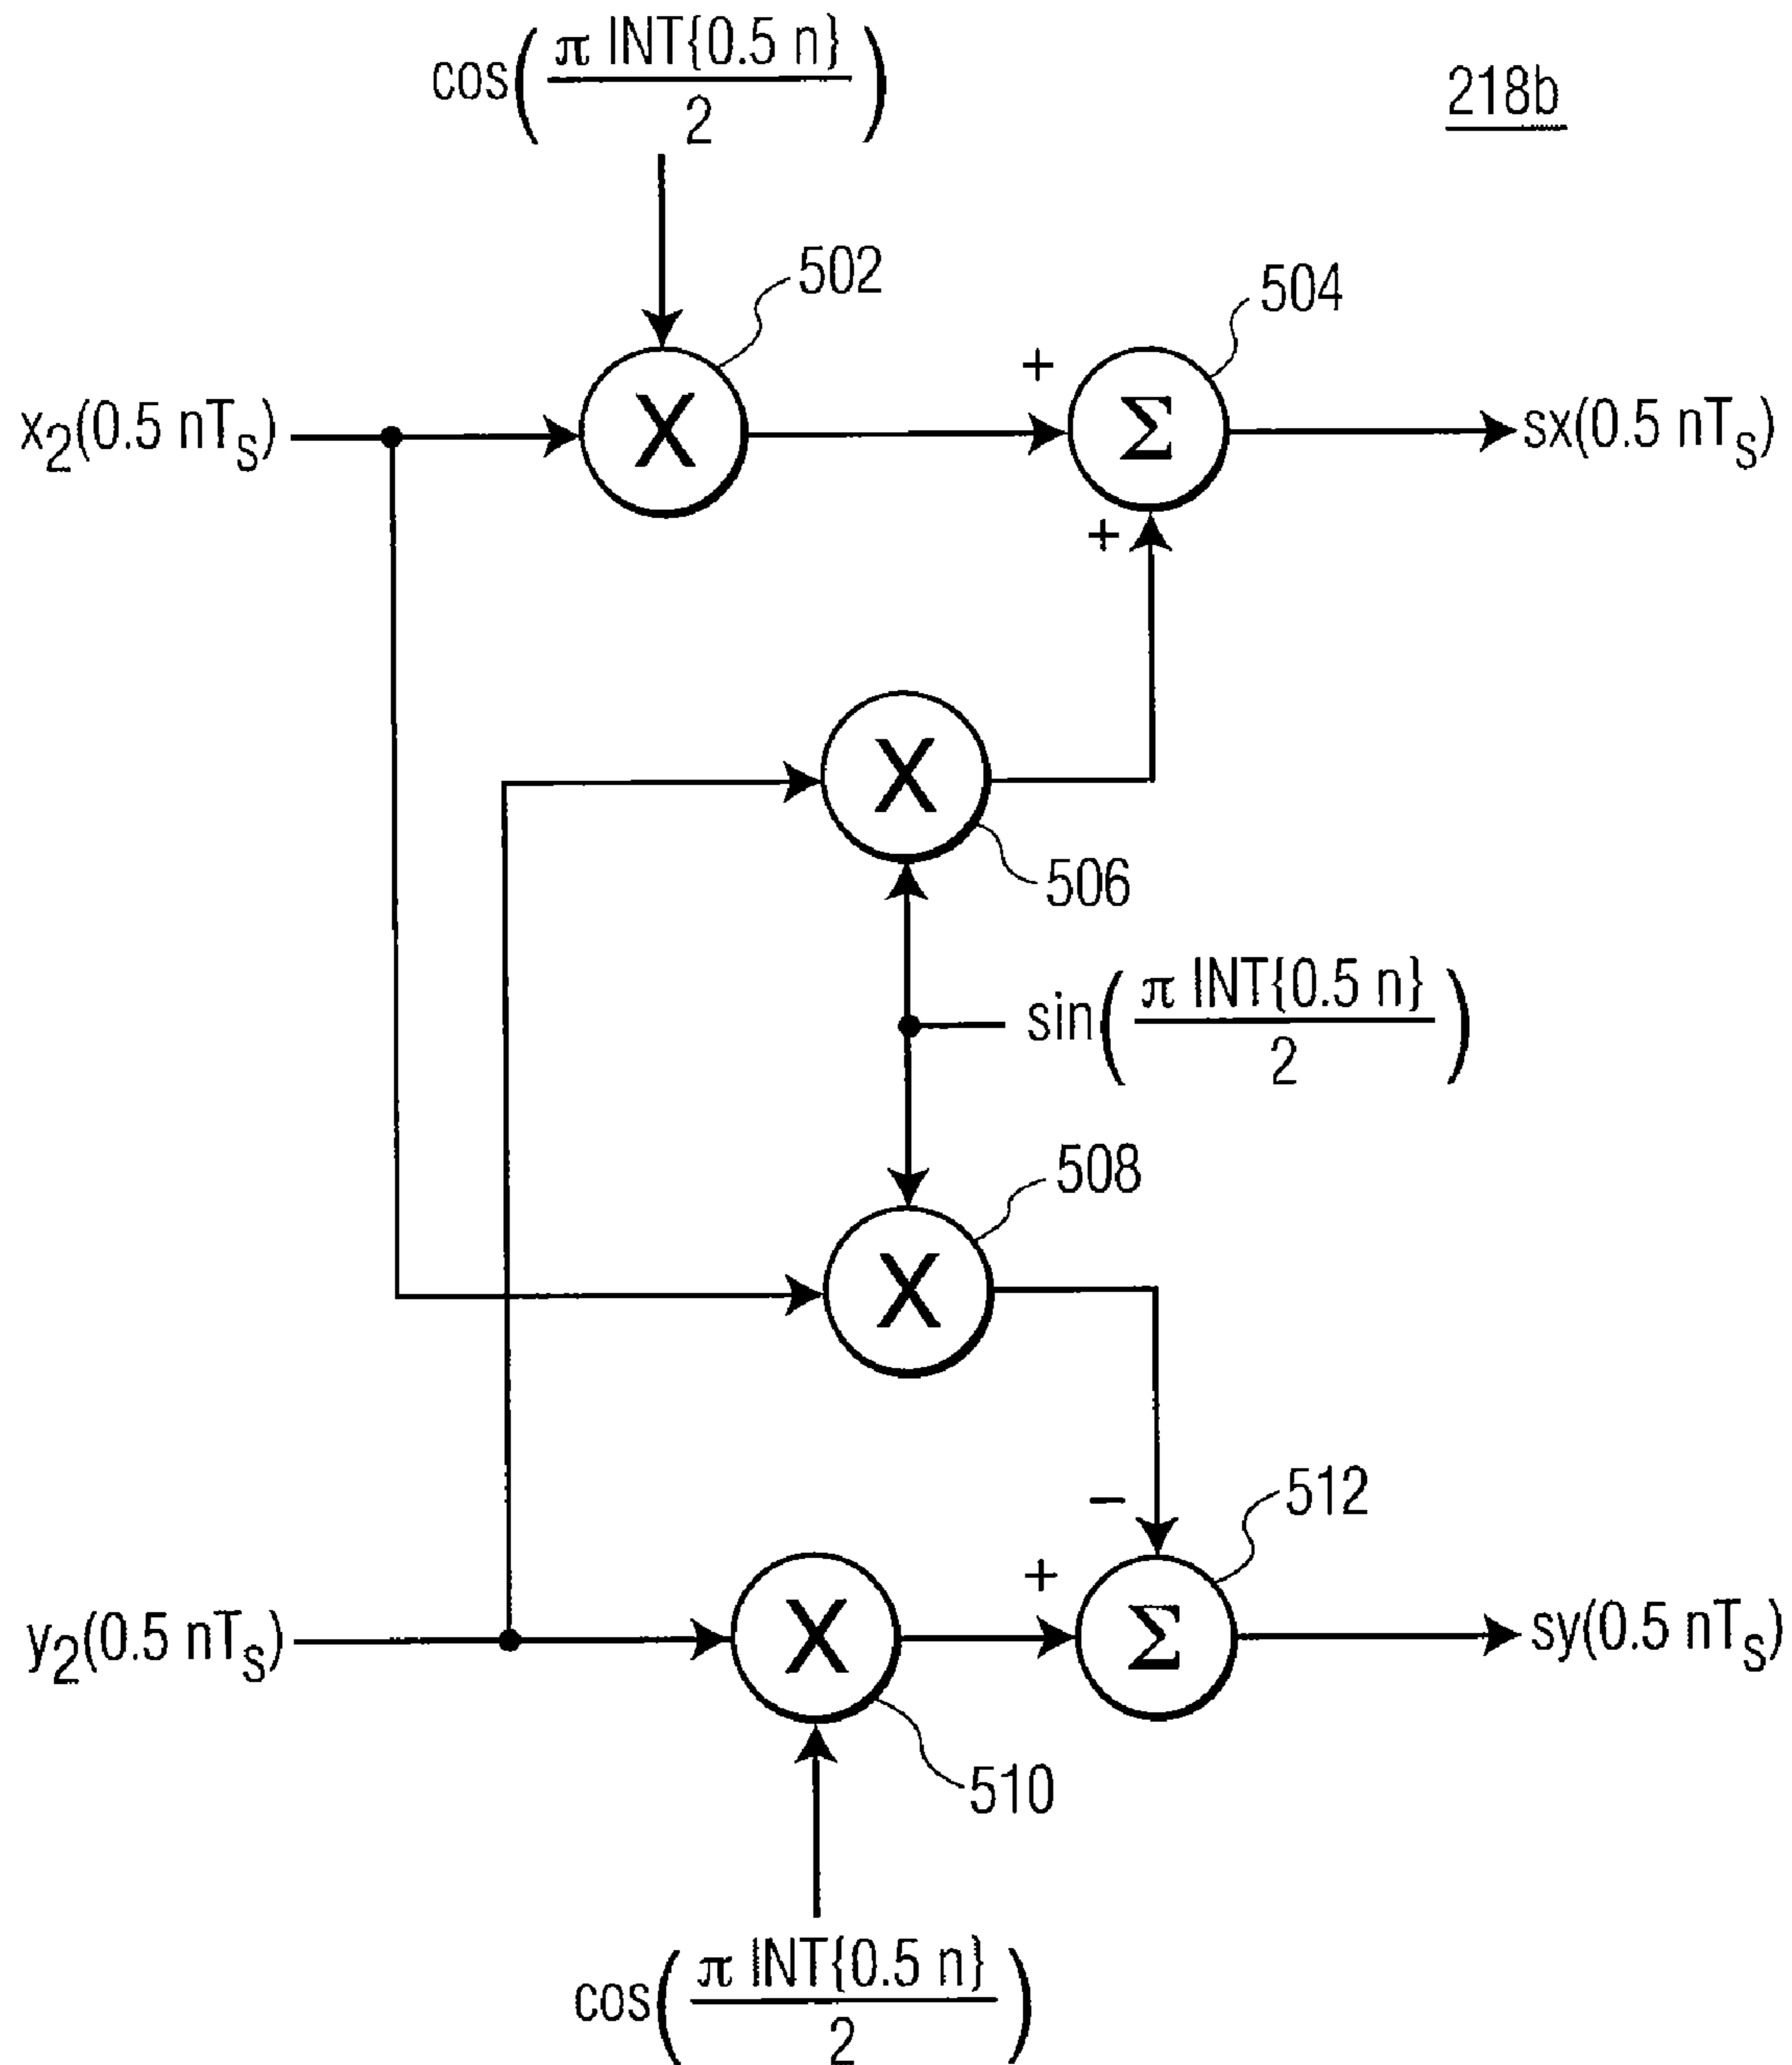 cos(π INT{0.5 n}/2)
218b
502
504
+
x₂(0.5 nTₛ)
X
Σ
sx(0.5 nTₛ)
+
X
506
sin(π INT{0.5 n}/2)
508
X
−
512
+
y₂(0.5 nTₛ)
X
Σ
sy(0.5 nTₛ)
510
cos(π INT{0.5 n}/2)